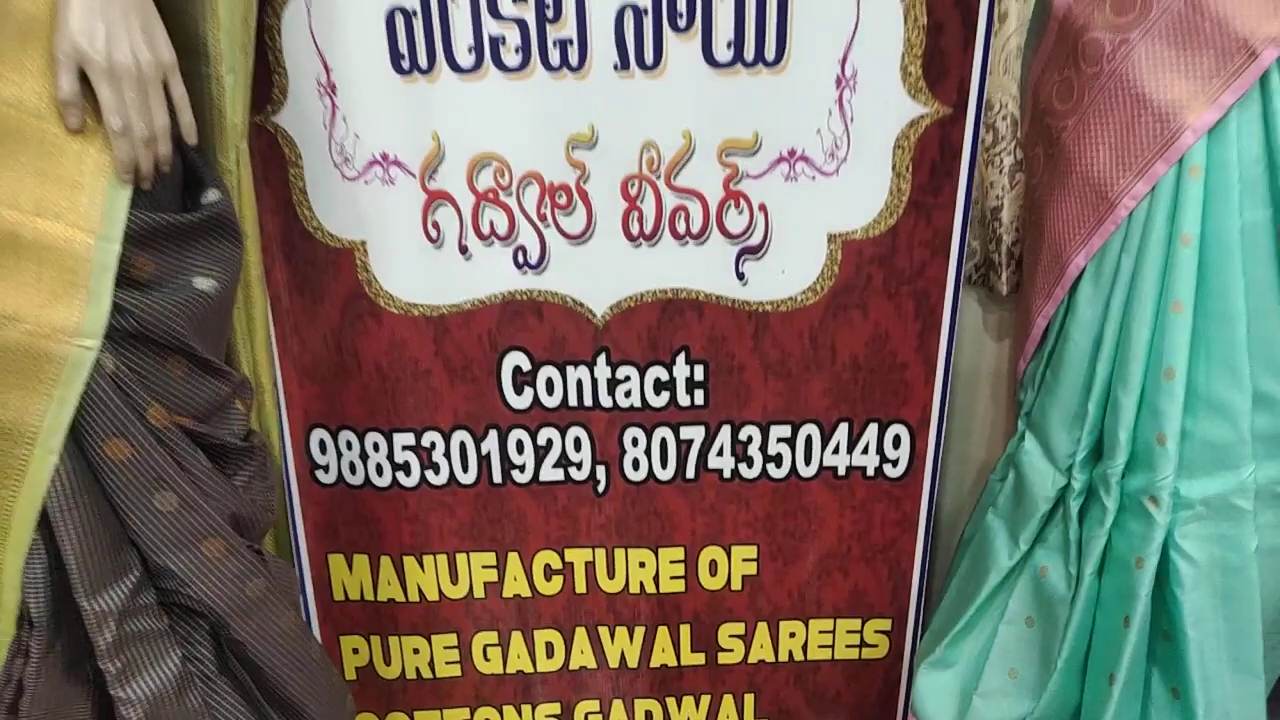 వెంకట సాయి
గద్వాల్ వీవర్స్
Contact:
9885301929, 8074350449
MANUFACTURE OF
PURE GADAWAL SAREES
COTTONS GADWAL